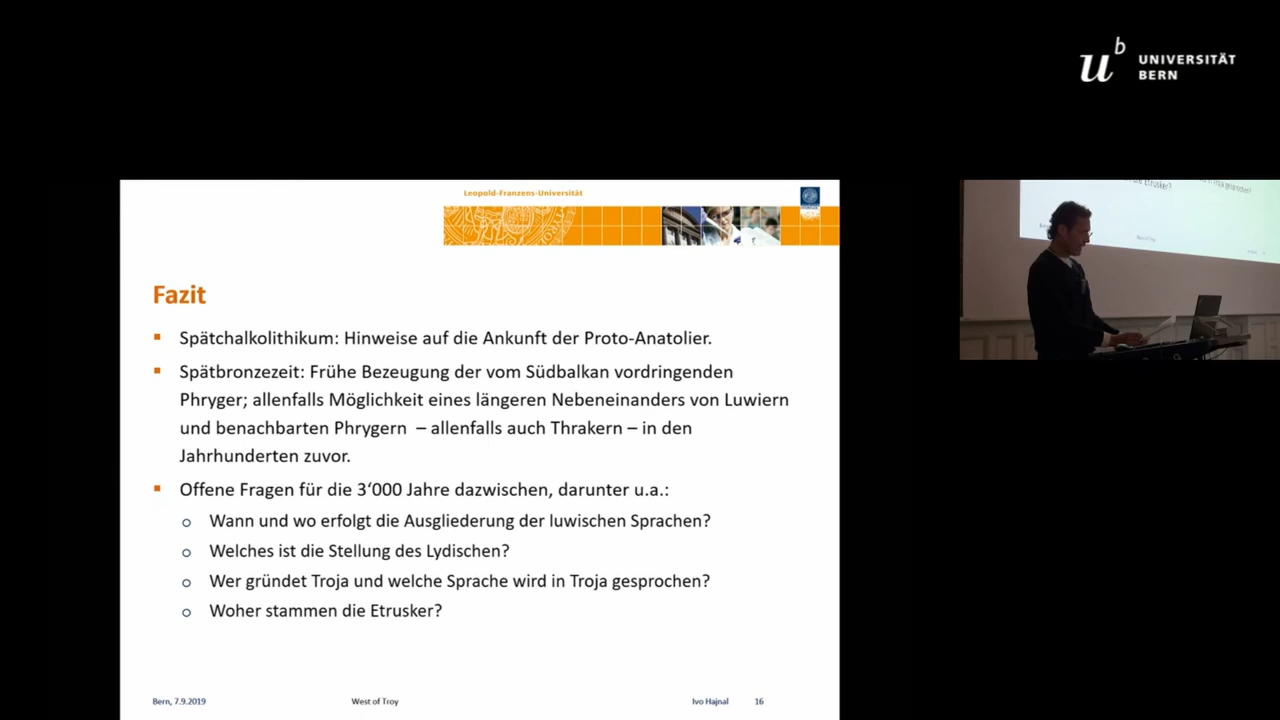 u^b
UNIVERSITÄT
BERN
Leopold-Franzens-Universität
Fazit
▪ Spätchalkolithikum: Hinweise auf die Ankunft der Proto-Anatolier.
▪ Spätbronzezeit: Frühe Bezeugung der vom Südbalkan vordringenden
Phryger; allenfalls Möglichkeit eines längeren Nebeneinanders von Luwiern
und benachbarten Phrygern – allenfalls auch Thrakern – in den
Jahrhunderten zuvor.
▪ Offene Fragen für die 3‘000 Jahre dazwischen, darunter u.a.:
o Wann und wo erfolgt die Ausgliederung der luwischen Sprachen?
o Welches ist die Stellung des Lydischen?
o Wer gründet Troja und welche Sprache wird in Troja gesprochen?
o Woher stammen die Etrusker?
Bern, 7.9.2019 West of Troy Ivo Hajnal 16
Etrusker?
West of Troy